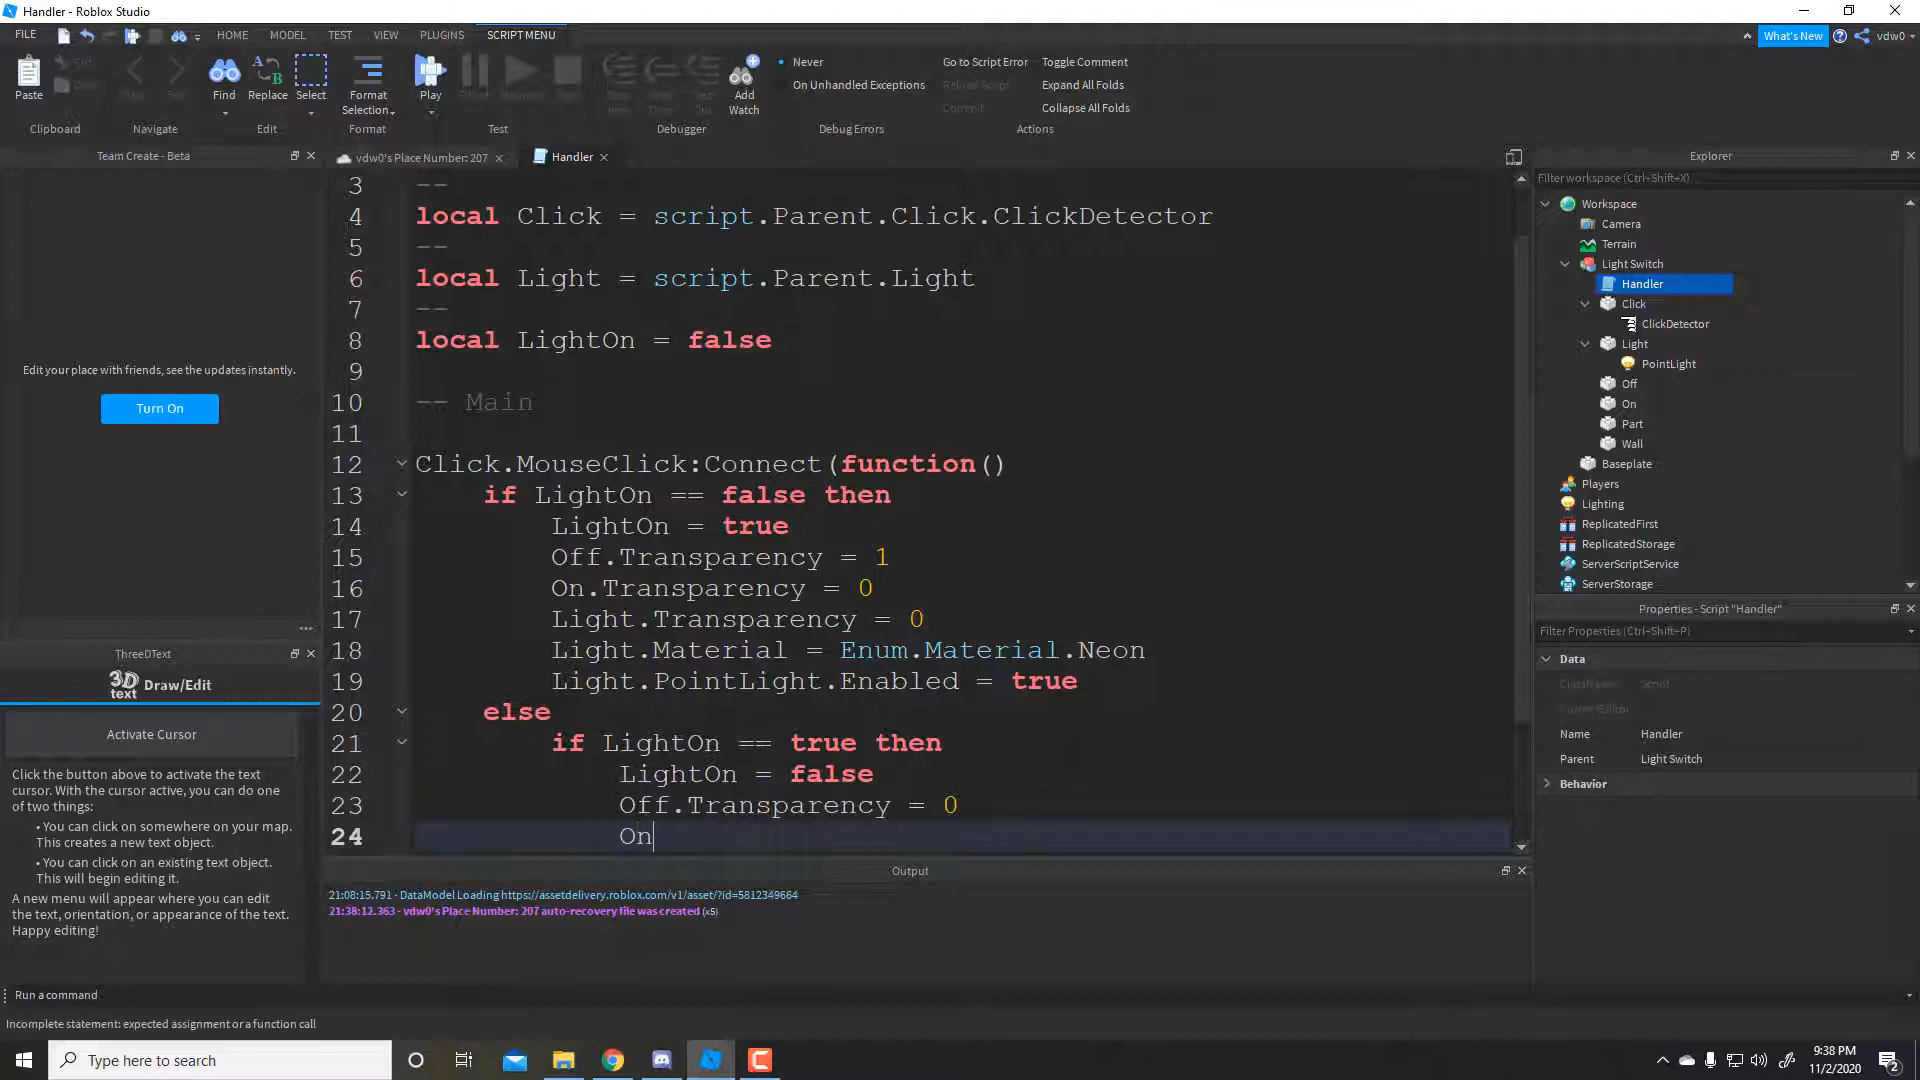 Handler - Roblox Studio
FILE
HOME
MODEL
TEST
VIEW
PLUGINS
SCRIPT MENU
What's New
vdw0
Paste
Find
Replace
Select
Format
Selection
Play
Add
Watch
Never
On Unhandled Exceptions
Go to Script Error
Reload Script
Commit
Toggle Comment
Expand All Folds
Collapse All Folds
Clipboard
Navigate
Edit
Format
Test
Debugger
Debug Errors
Actions
Team Create - Beta
Edit your place with friends, see the updates instantly.
Turn On
ThreeDText
3D text Draw/Edit
Activate Cursor
Click the button above to activate the text
cursor. With the cursor active, you can do one
of two things:
• You can click on somewhere on your map.
This creates a new text object.
• You can click on an existing text object.
This will begin editing it.
A new menu will appear where you can edit
the text, orientation, or appearance of the text.
Happy editing!
vdw0's Place Number: 207
Handler
3 --
4 local Click = script.Parent.Click.ClickDetector
5 --
6 local Light = script.Parent.Light
7 --
8 local LightOn = false
9
10 -- Main
11
12 Click.MouseClick:Connect(function()
13 if LightOn == false then
14 LightOn = true
15 Off.Transparency = 1
16 On.Transparency = 0
17 Light.Transparency = 0
18 Light.Material = Enum.Material.Neon
19 Light.PointLight.Enabled = true
20 else
21 if LightOn == true then
22 LightOn = false
23 Off.Transparency = 0
24 On
Output
21:08:15.791 - DataModel Loading https://assetdelivery.roblox.com/v1/asset/?id=5812349664
21:38:12.363 - vdw0's Place Number: 207 auto-recovery file was created (x5)
Explorer
Filter workspace (Ctrl+Shift+X)
Workspace
Camera
Terrain
Light Switch
Handler
Click
ClickDetector
Light
PointLight
Off
On
Part
Wall
Baseplate
Players
Lighting
ReplicatedFirst
ReplicatedStorage
ServerScriptService
ServerStorage
Properties - Script "Handler"
Filter Properties (Ctrl+Shift+P)
Data
ClassName Script
Name Handler
Parent Light Switch
Behavior
Run a command
Incomplete statement: expected assignment or a function call
Type here to search
9:38 PM
11/2/2020
2